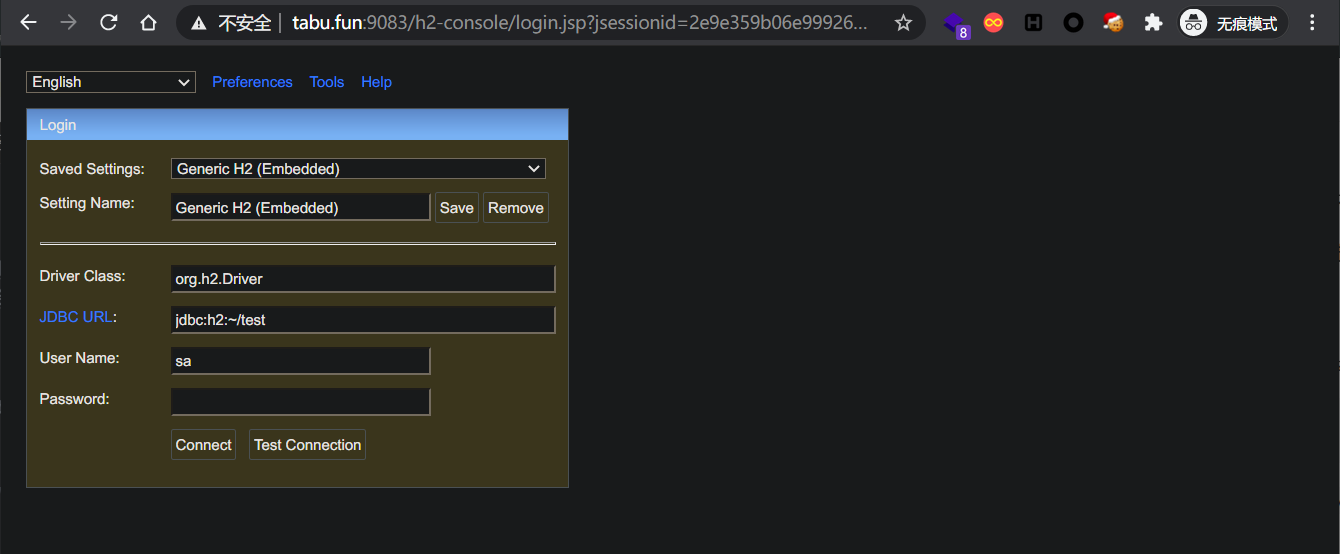 不安全 | tabu.fun:9083/h2-console/login.jsp?jsessionid=2e9e359b06e99926...
8
无痕模式
English Preferences Tools Help
Login
Saved Settings: Generic H2 (Embedded)
Setting Name: Generic H2 (Embedded) Save Remove
Driver Class: org.h2.Driver
JDBC URL: jdbc:h2:~/test
User Name: sa
Password:
Connect Test Connection